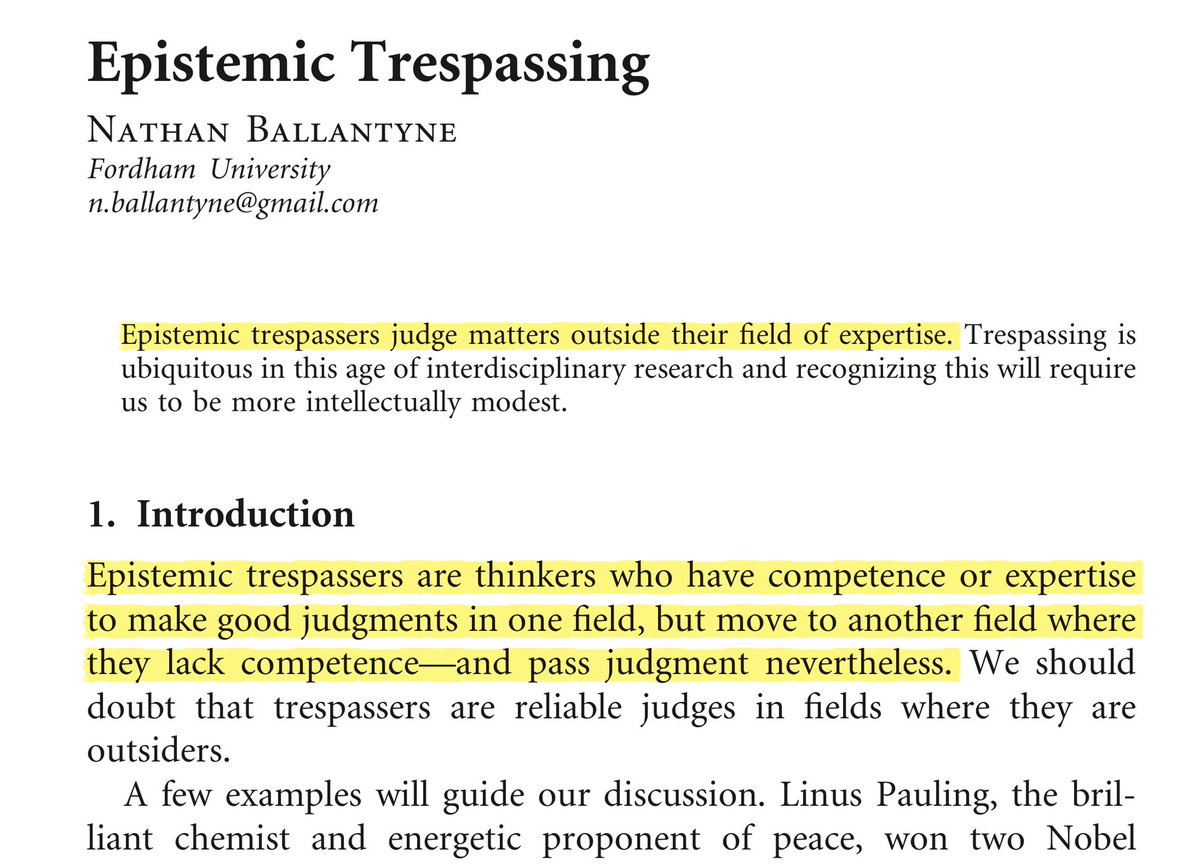 Epistemic Trespassing
NATHAN BALLANTYNE
Fordham University
n.ballantyne@gmail.com
Epistemic trespassers judge matters outside their field of expertise. Trespassing is
ubiquitous in this age of interdisciplinary research and recognizing this will require
us to be more intellectually modest.
1. Introduction
Epistemic trespassers are thinkers who have competence or expertise
to make good judgments in one field, but move to another field where
they lack competence—and pass judgment nevertheless. We should
doubt that trespassers are reliable judges in fields where they are
outsiders.
A few examples will guide our discussion. Linus Pauling, the bril-
liant chemist and energetic proponent of peace, won two Nobel